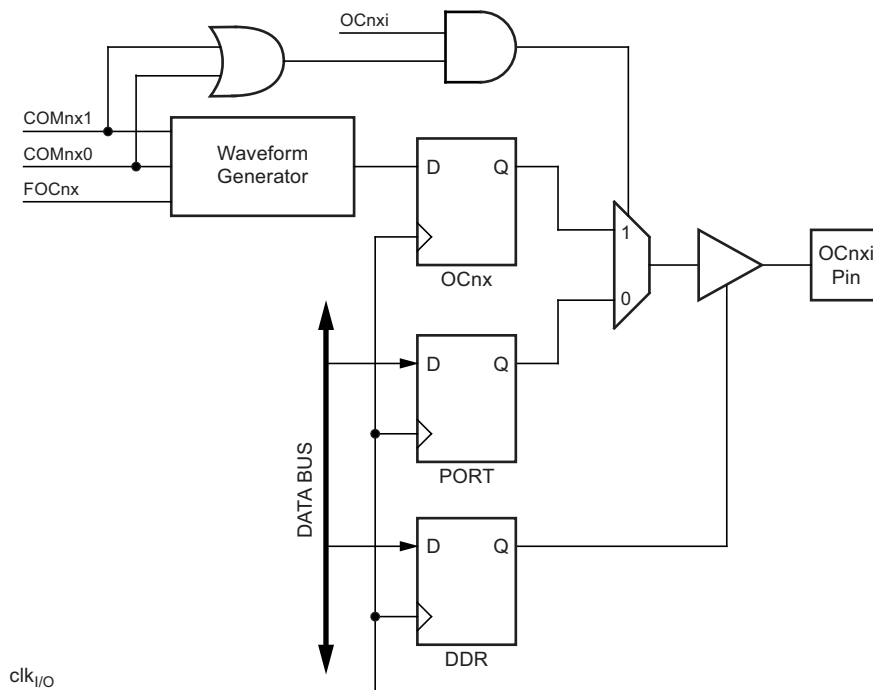 OCnxi
COMnx1
COMnx0
FOCnx
Waveform
Generator
D
Q
OCnx
1
0
OCnxi
Pin
D
Q
PORT
DATA BUS
D
Q
DDR
clkI/O